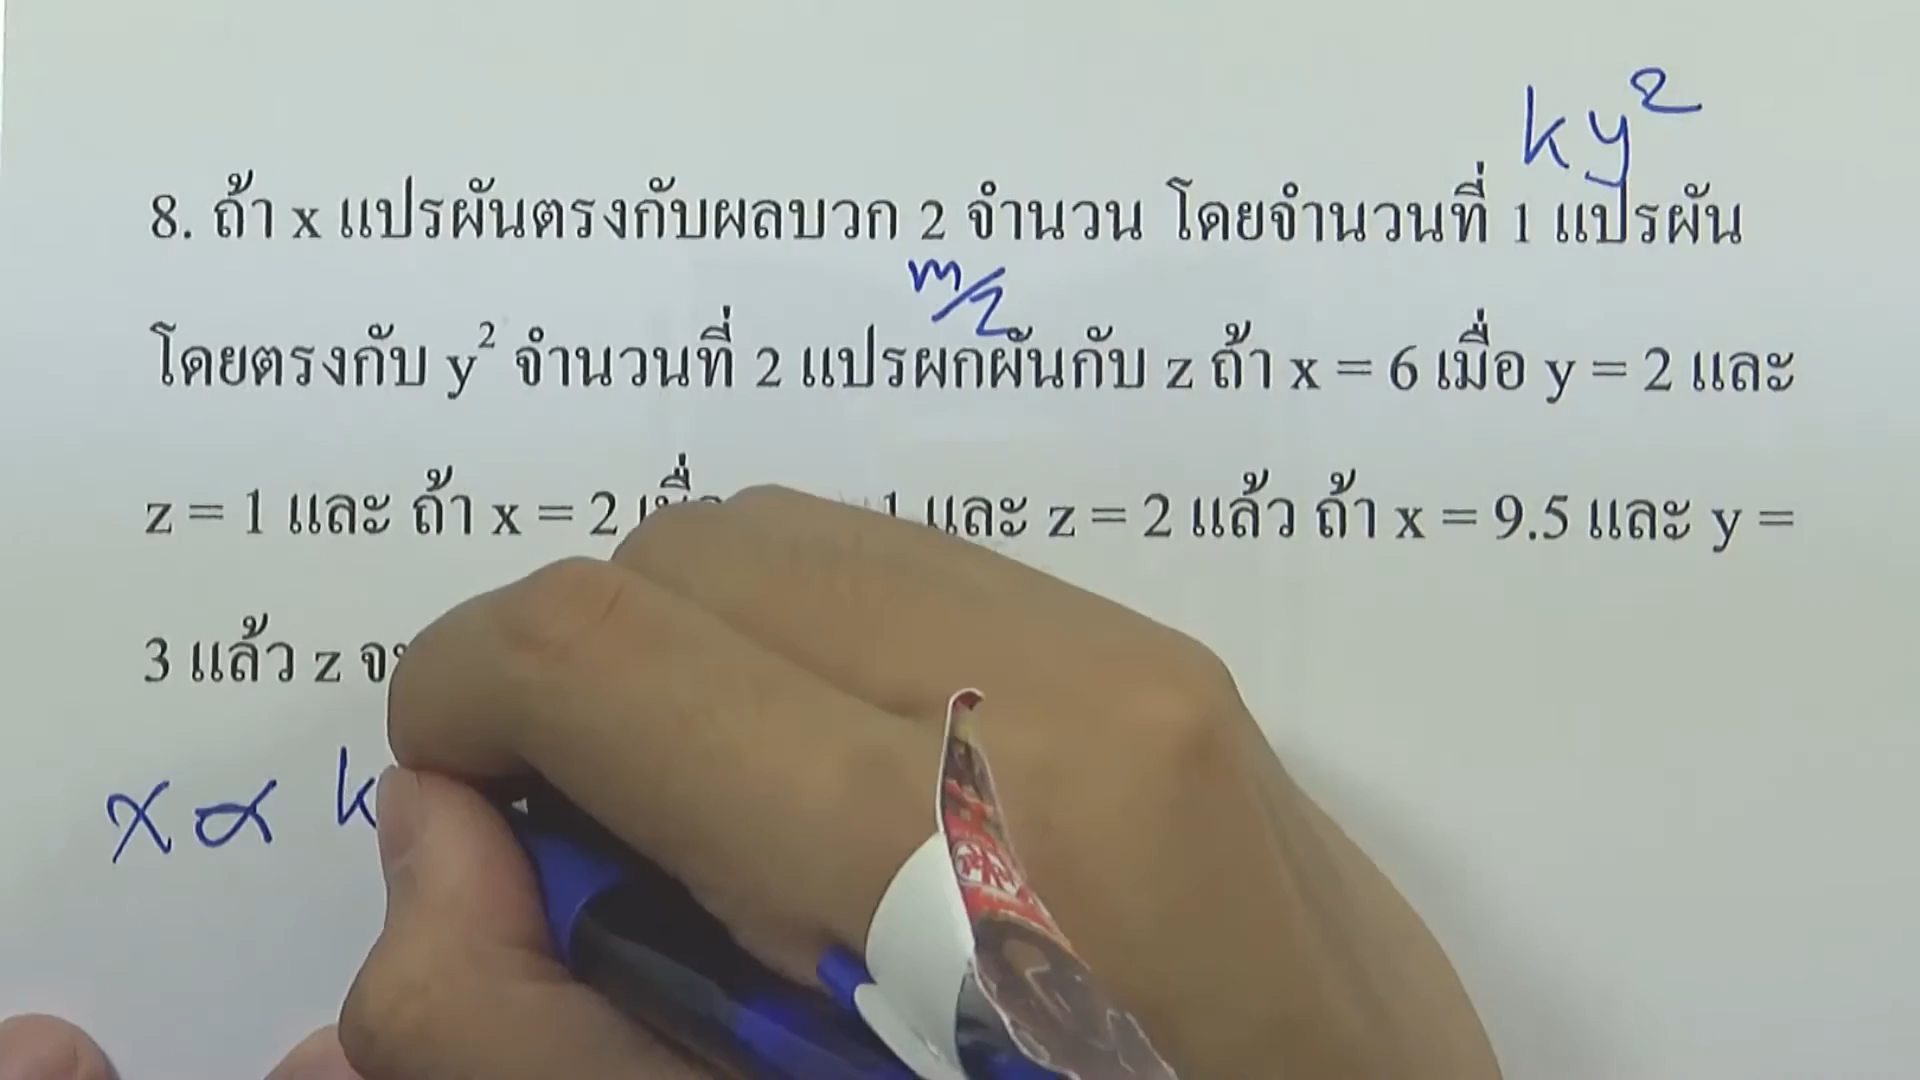 ky²
8. ถ้า x แปรผันตรงกับผลบวก 2 จำนวน โดยจำนวนที่ 1 แปรผัน
m/z
โดยตรงกับ y² จำนวนที่ 2 แปรผกผันกับ z ถ้า x = 6 เมื่อ y = 2 และ
z = 1 และ ถ้า x = 2 เมื่อ 1 และ z = 2 แล้ว ถ้า x = 9.5 และ y =
3 แล้ว z
x ∝ k